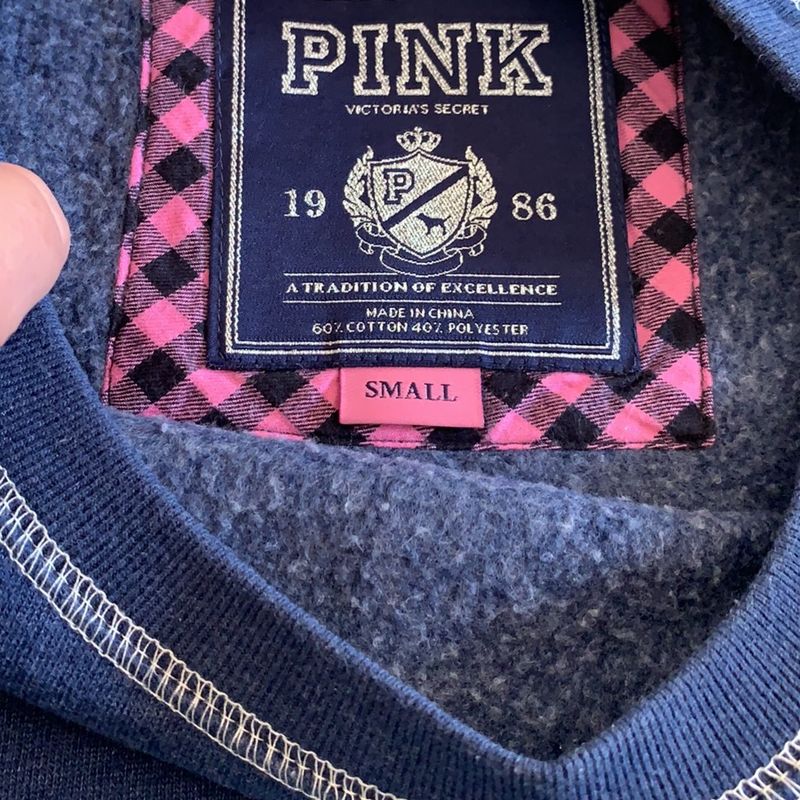 PINK
VICTORIA'S SECRET
P
19 86
A TRADITION OF EXCELLENCE
MADE IN CHINA
60% COTTON 40% POLYESTER
SMALL